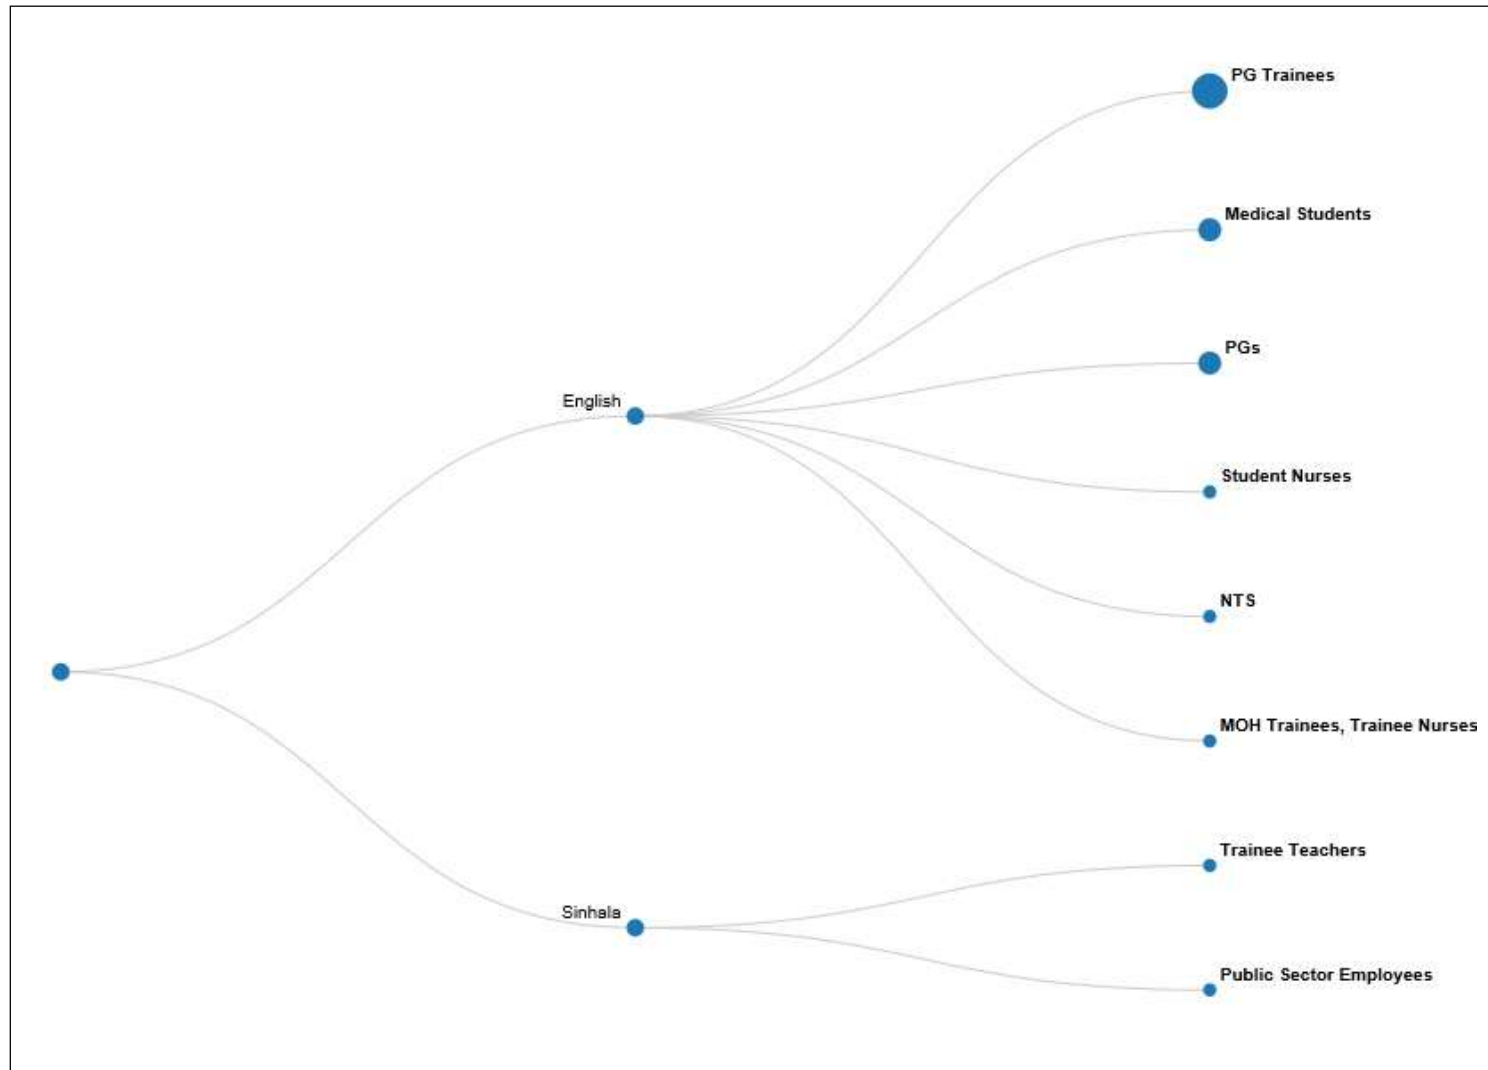 PG Trainees
Medical Students
PGs
English
Student Nurses
NTS
MOH Trainees, Trainee Nurses
Trainee Teachers
Sinhala
Public Sector Employees